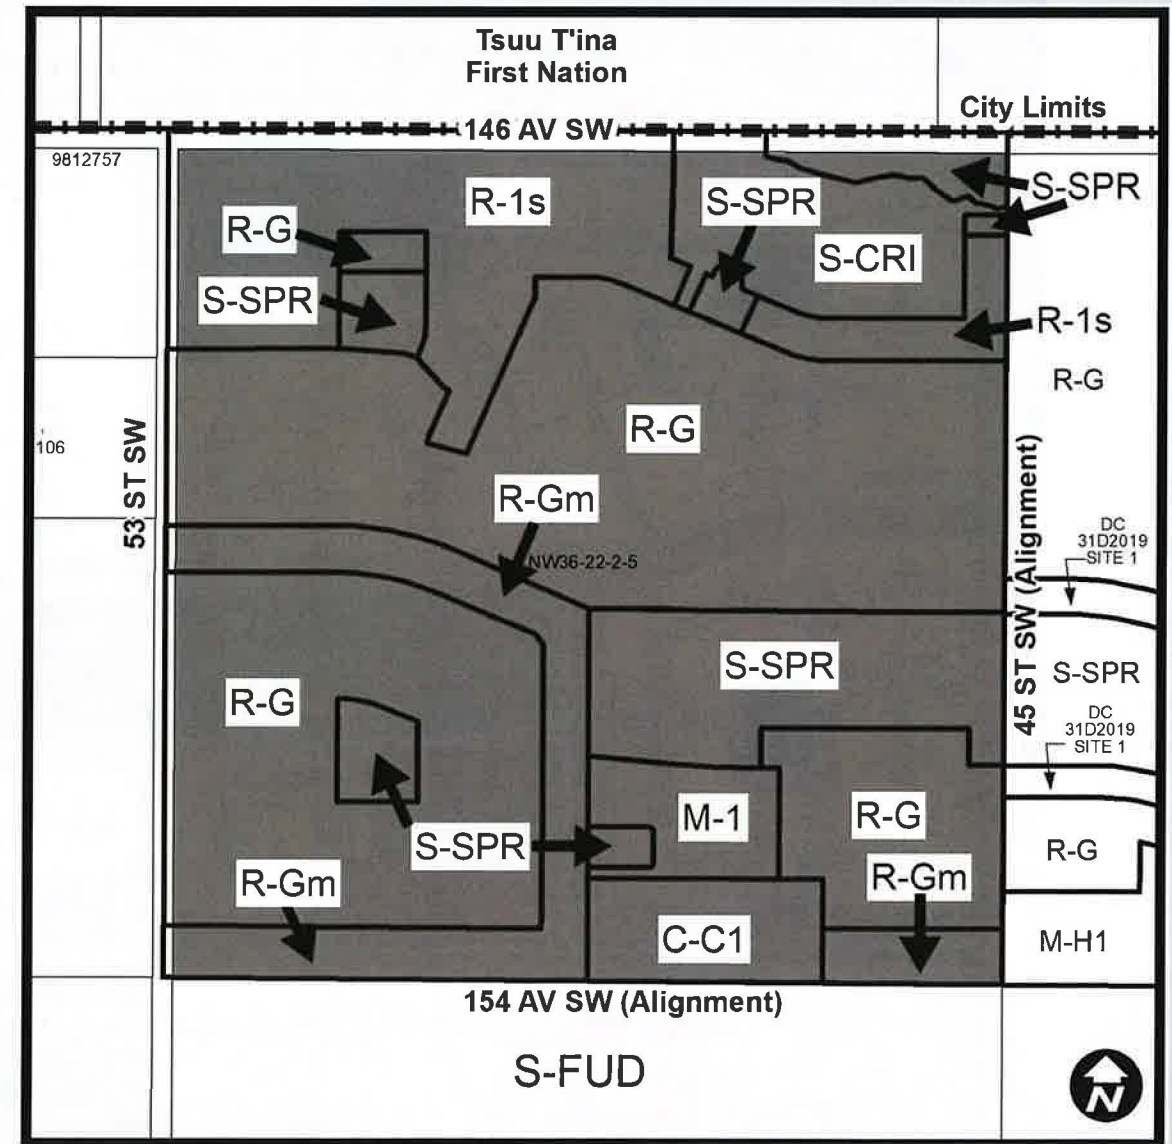 Tsuu T'ina
First Nation
City Limits
146 AV SW
9812757
R-1s
S-SPR
S-SPR
R-G
S-CRI
S-SPR
R-1s
R-G
R-G
106
53 ST SW
R-Gm
NW36-22-2-5
45 ST SW (Alignment)
DC
31D2019
SITE 1
S-SPR
S-SPR
R-G
DC
31D2019
SITE 1
M-1
R-G
S-SPR
R-G
R-Gm
R-Gm
C-C1
M-H1
154 AV SW (Alignment)
S-FUD
N